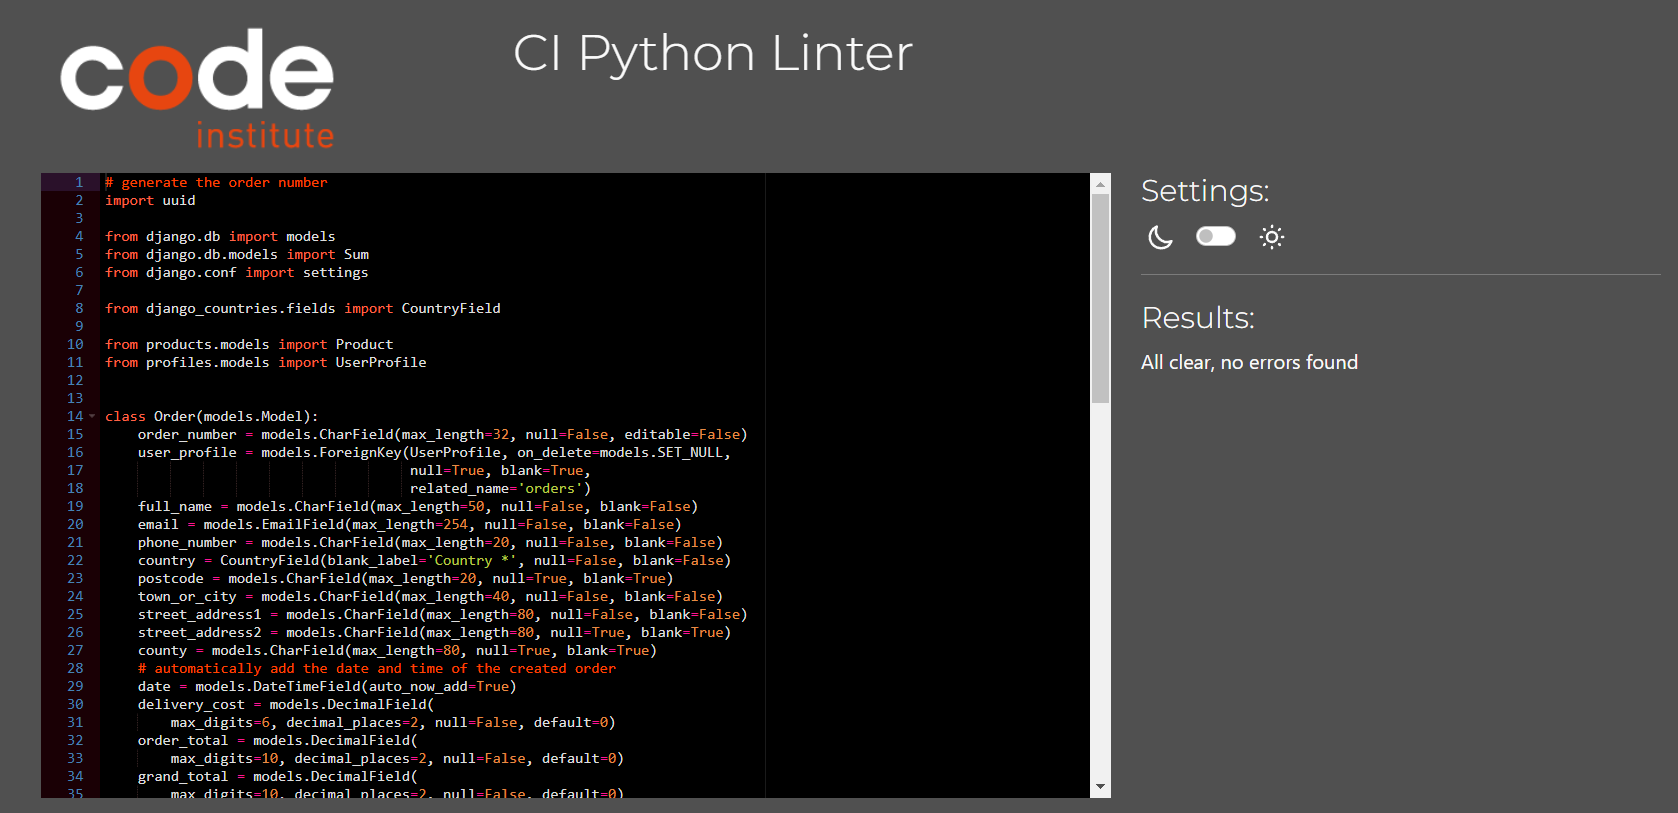 code
institute
CI Python Linter
1 # generate the order number
2 import uuid
3
4 from django.db import models
5 from django.db.models import Sum
6 from django.conf import settings
7
8 from django_countries.fields import CountryField
9
10 from products.models import Product
11 from profiles.models import UserProfile
12
13
14 class Order(models.Model):
15 order_number = models.CharField(max_length=32, null=False, editable=False)
16 user_profile = models.ForeignKey(UserProfile, on_delete=models.SET_NULL,
17 null=True, blank=True,
18 related_name='orders')
19 full_name = models.CharField(max_length=50, null=False, blank=False)
20 email = models.EmailField(max_length=254, null=False, blank=False)
21 phone_number = models.CharField(max_length=20, null=False, blank=False)
22 country = CountryField(blank_label='Country *', null=False, blank=False)
23 postcode = models.CharField(max_length=20, null=True, blank=True)
24 town_or_city = models.CharField(max_length=40, null=False, blank=False)
25 street_address1 = models.CharField(max_length=80, null=False, blank=False)
26 street_address2 = models.CharField(max_length=80, null=True, blank=True)
27 county = models.CharField(max_length=80, null=True, blank=True)
28 # automatically add the date and time of the created order
29 date = models.DateTimeField(auto_now_add=True)
30 delivery_cost = models.DecimalField(
31 max_digits=6, decimal_places=2, null=False, default=0)
32 order_total = models.DecimalField(
33 max_digits=10, decimal_places=2, null=False, default=0)
34 grand_total = models.DecimalField(
35 max_digits=10, decimal_places=2, null=False, default=0)
Settings:
Results:
All clear, no errors found